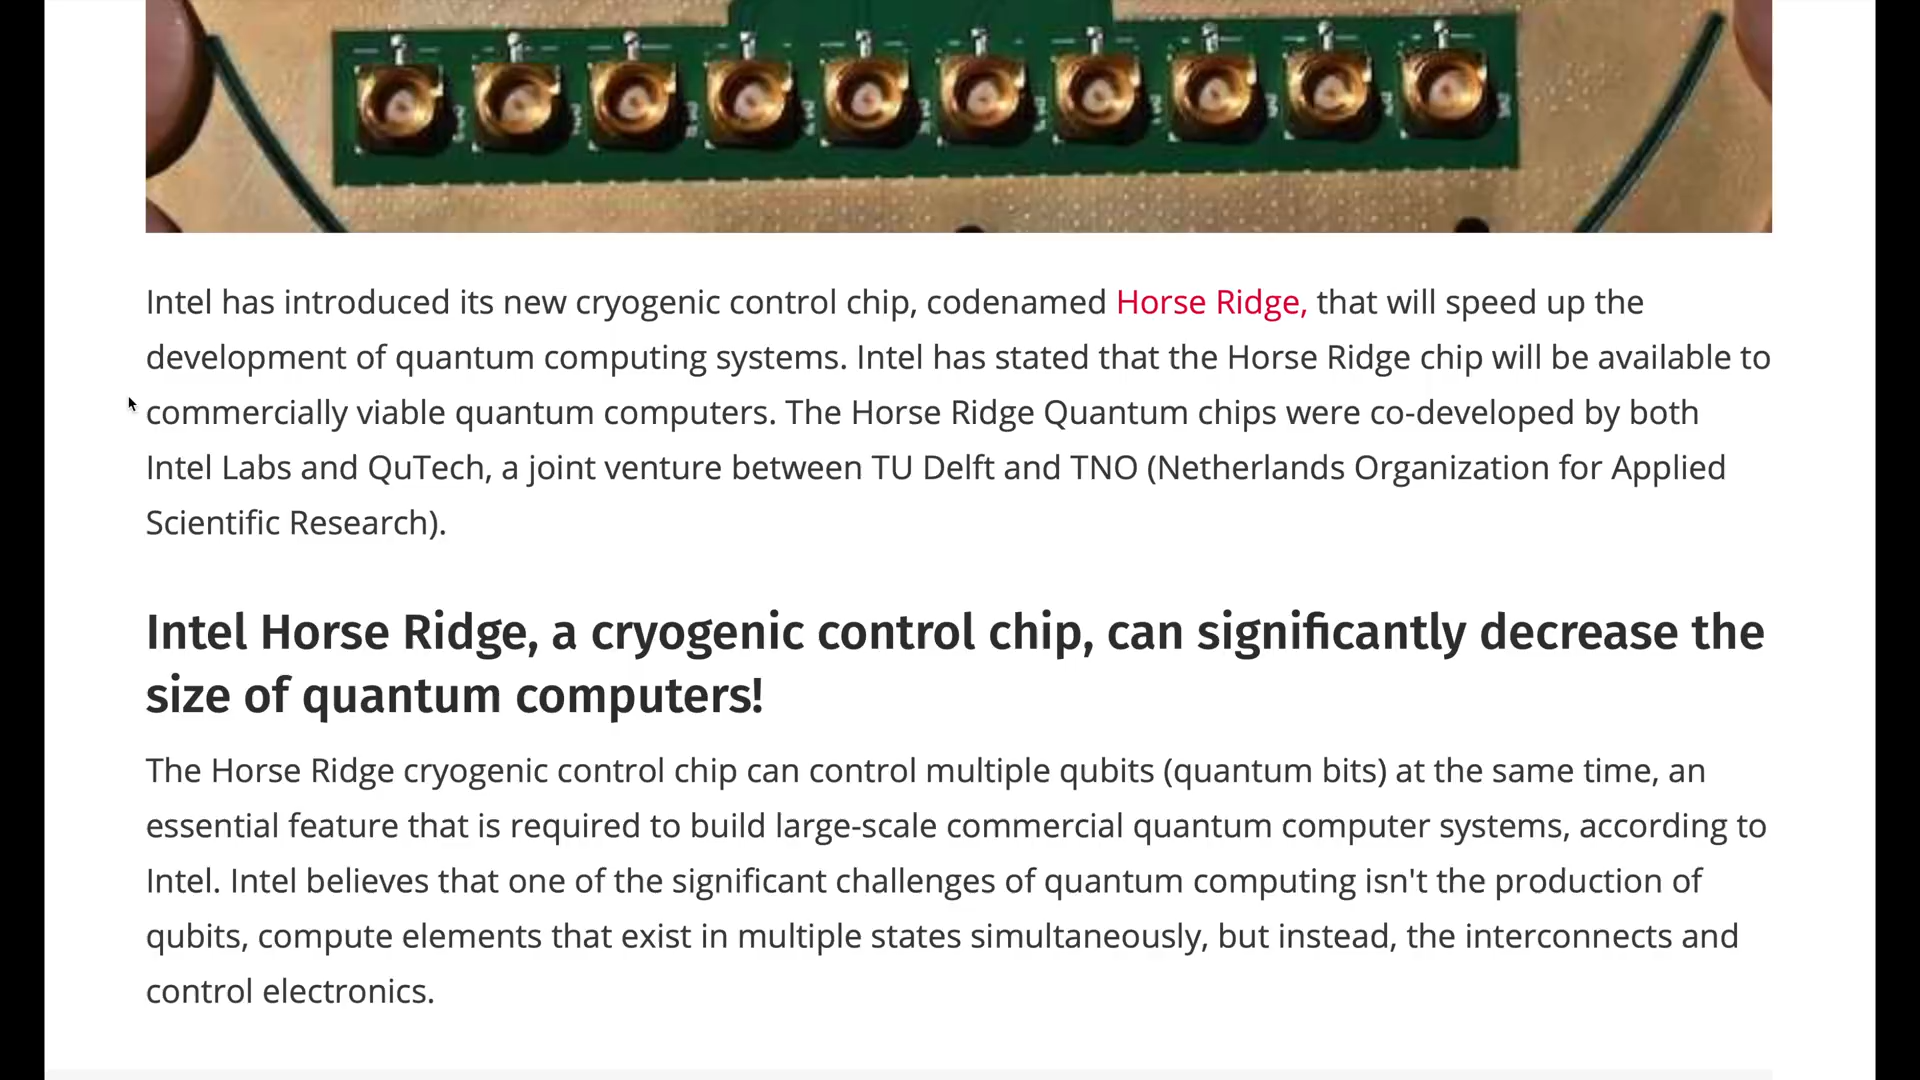 Intel has introduced its new cryogenic control chip, codenamed Horse Ridge, that will speed up the
development of quantum computing systems. Intel has stated that the Horse Ridge chip will be available to
commercially viable quantum computers. The Horse Ridge Quantum chips were co-developed by both
Intel Labs and QuTech, a joint venture between TU Delft and TNO (Netherlands Organization for Applied
Scientific Research).
Intel Horse Ridge, a cryogenic control chip, can significantly decrease the
size of quantum computers!
The Horse Ridge cryogenic control chip can control multiple qubits (quantum bits) at the same time, an
essential feature that is required to build large-scale commercial quantum computer systems, according to
Intel. Intel believes that one of the significant challenges of quantum computing isn't the production of
qubits, compute elements that exist in multiple states simultaneously, but instead, the interconnects and
control electronics.